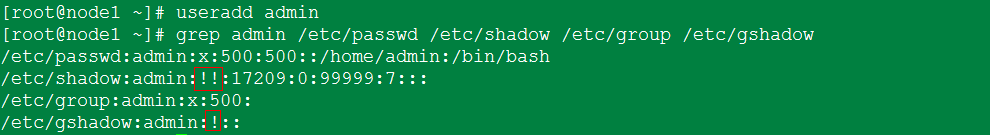 [root@node1 ~]# useradd admin
[root@node1 ~]# grep admin /etc/passwd /etc/shadow /etc/group /etc/gshadow
/etc/passwd:admin:x:500:500::/home/admin:/bin/bash
/etc/shadow:admin:!!:17209:0:99999:7:::
/etc/group:admin:x:500:
/etc/gshadow:admin:!::